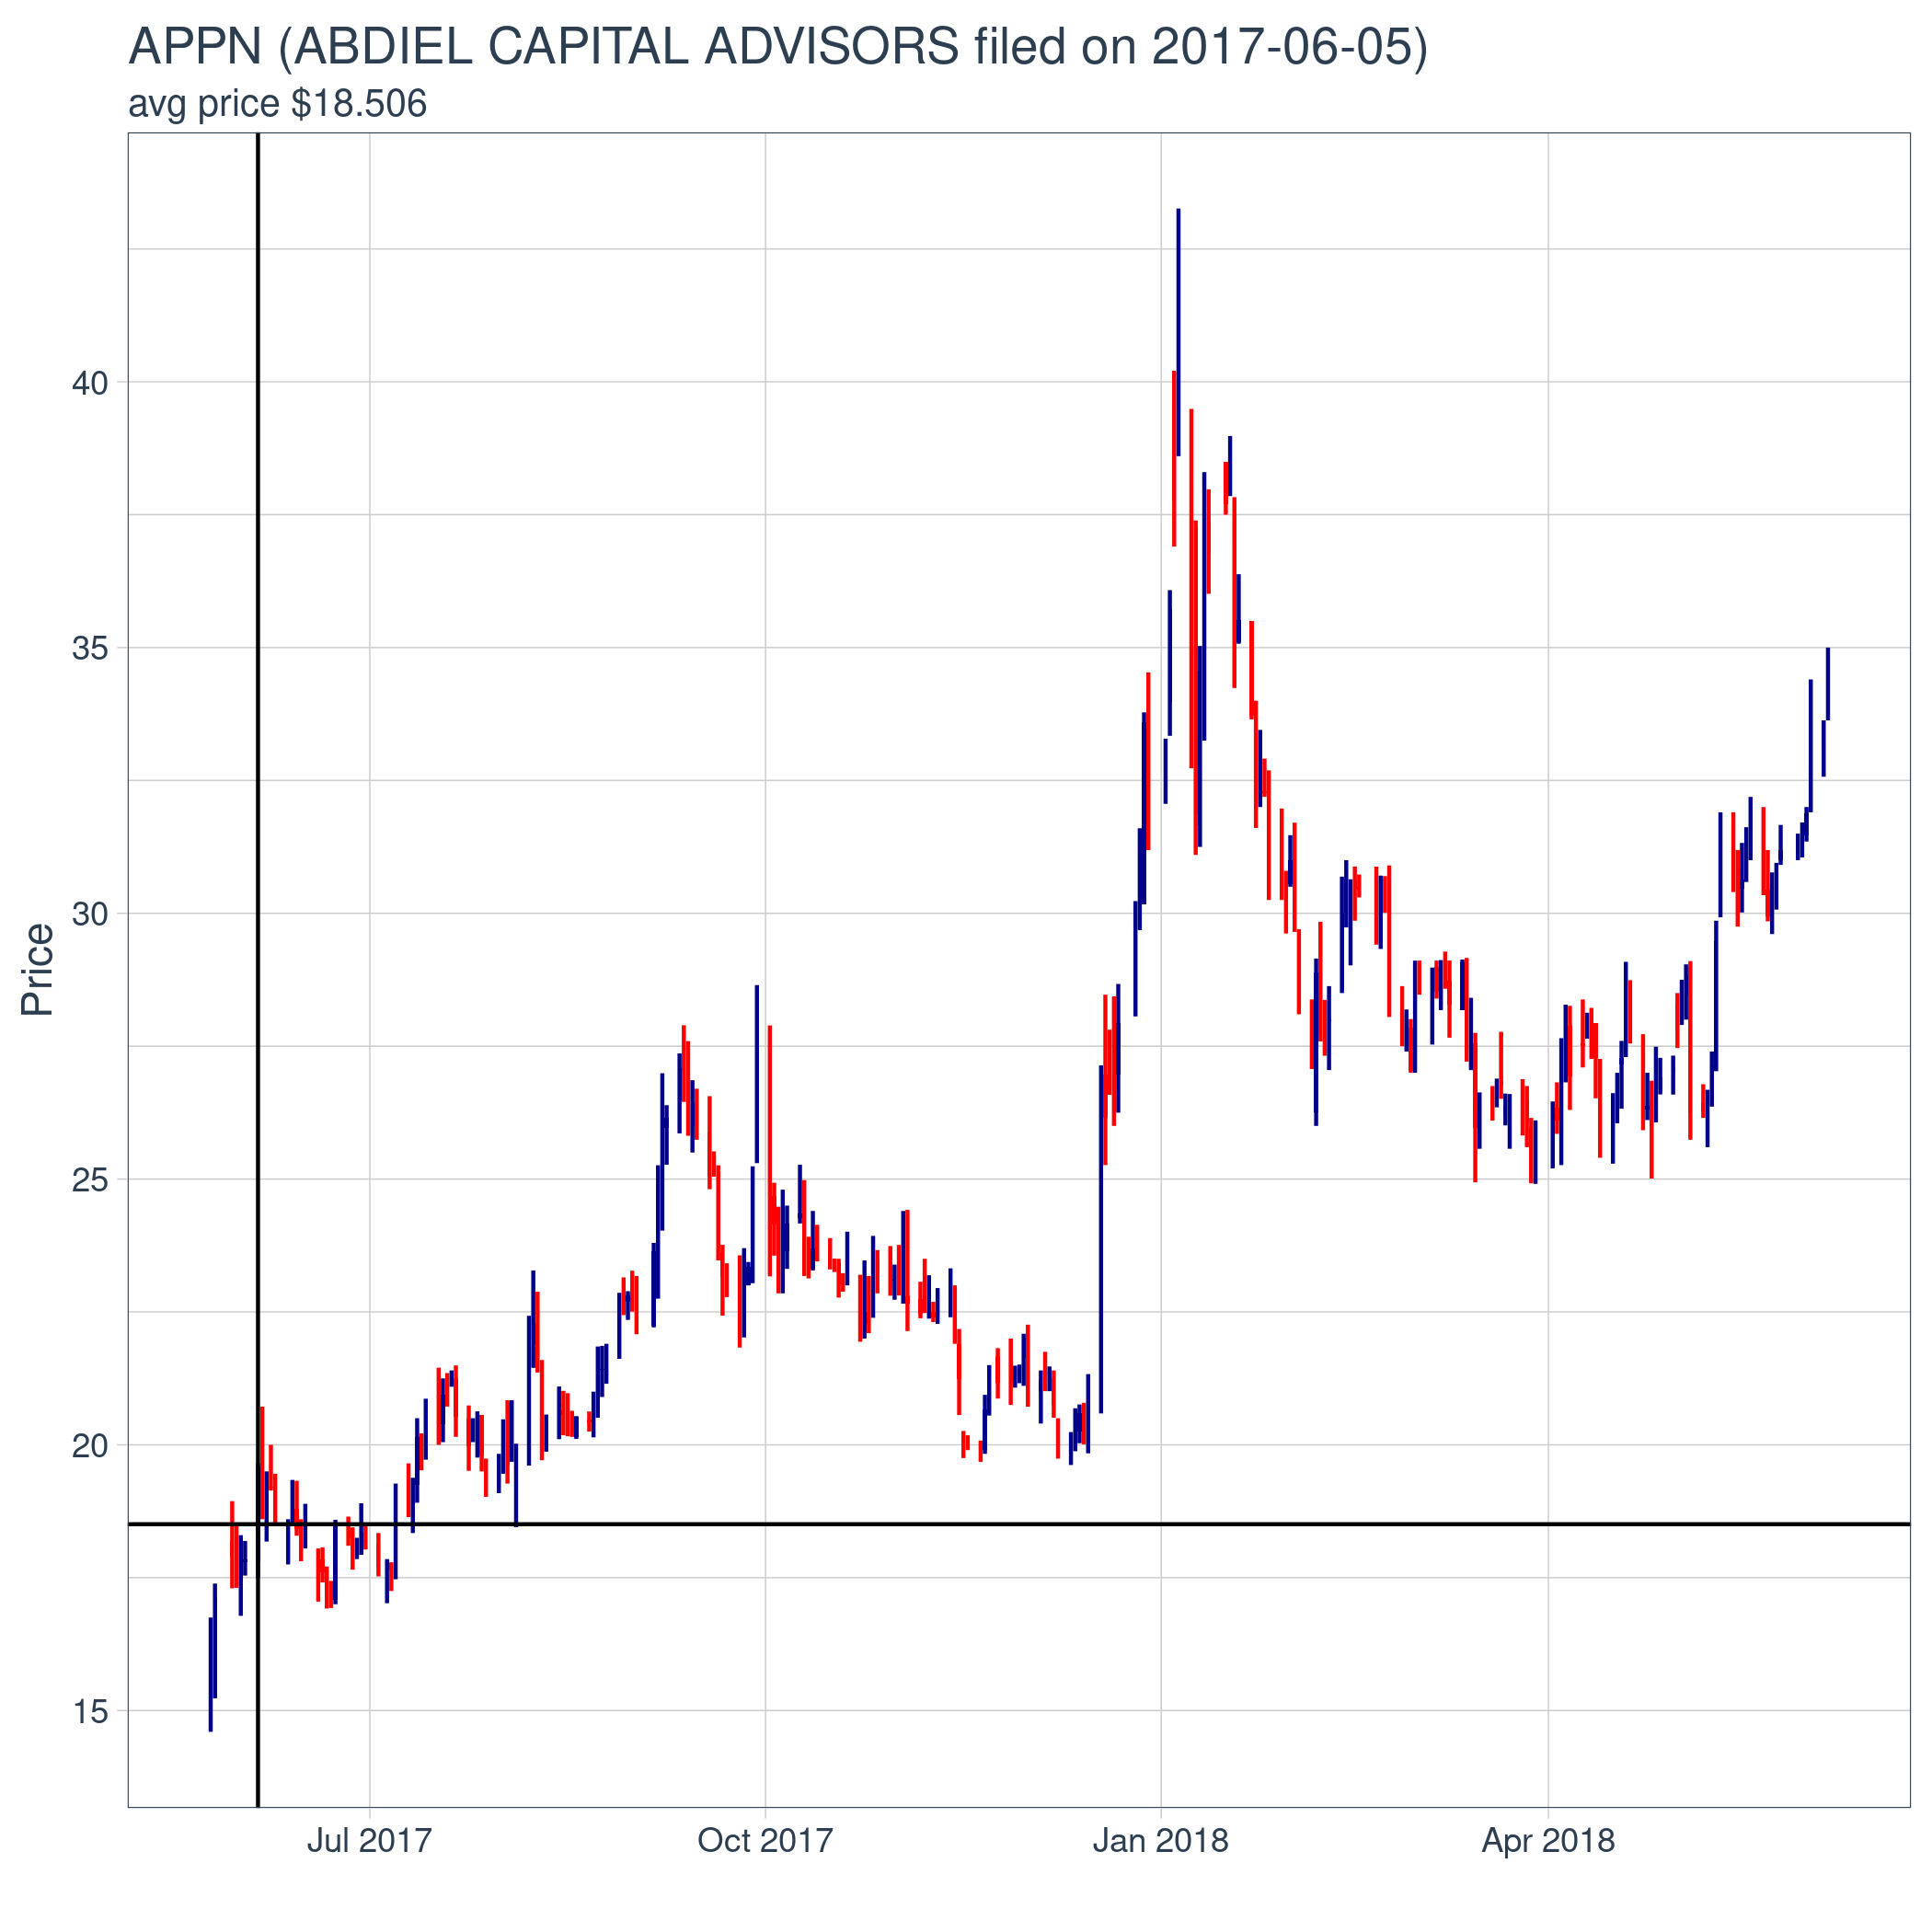 APPN (ABDIEL CAPITAL ADVISORS filed on 2017-06-05)
avg price $18.506
Price
40
35
30
25
20
15
Jul 2017
Oct 2017
Jan 2018
Apr 2018